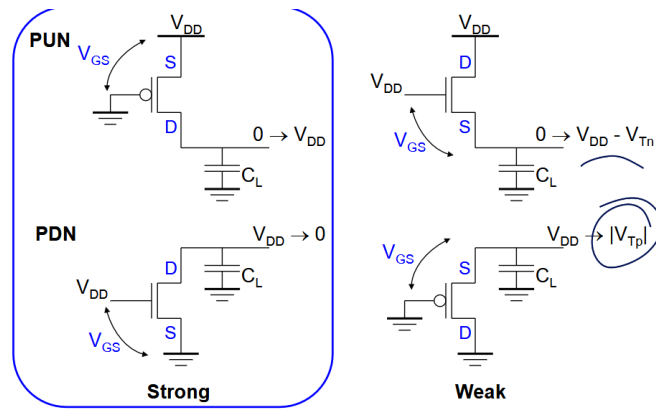 PUN
V_DD
V_GS
S
D
0 → V_DD
C_L
PDN
V_DD → 0
D
C_L
V_DD
V_GS
S
Strong
V_DD
D
V_DD
S
V_GS
0 → V_DD - V_Tn
C_L
V_DD → |V_Tp|
V_GS
S
C_L
D
Weak